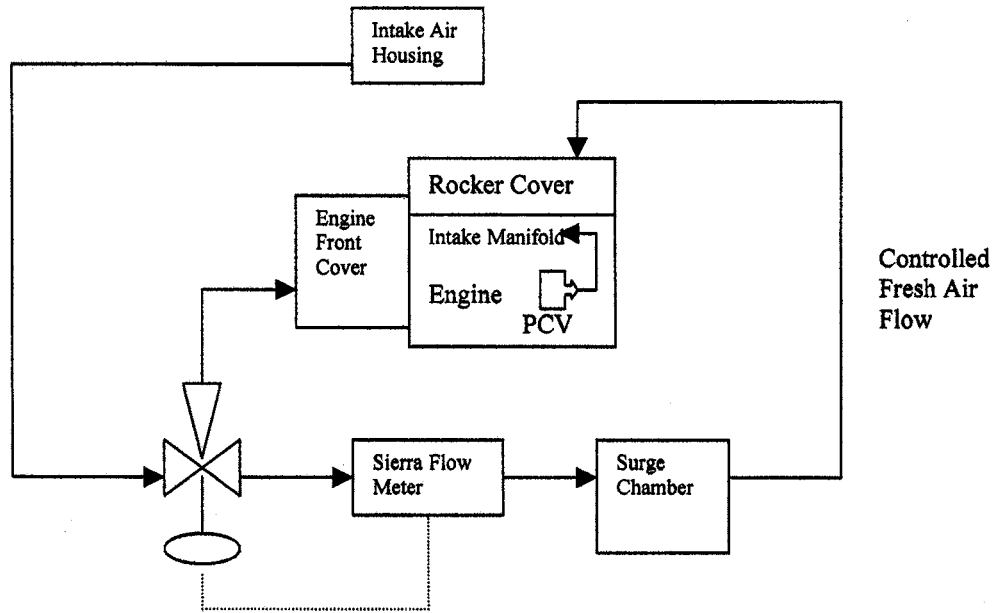 Intake Air
Housing
Rocker Cover
Engine
Front
Cover
Intake Manifold
Engine
PCV
Controlled
Fresh Air
Flow
Sierra Flow
Meter
Surge
Chamber